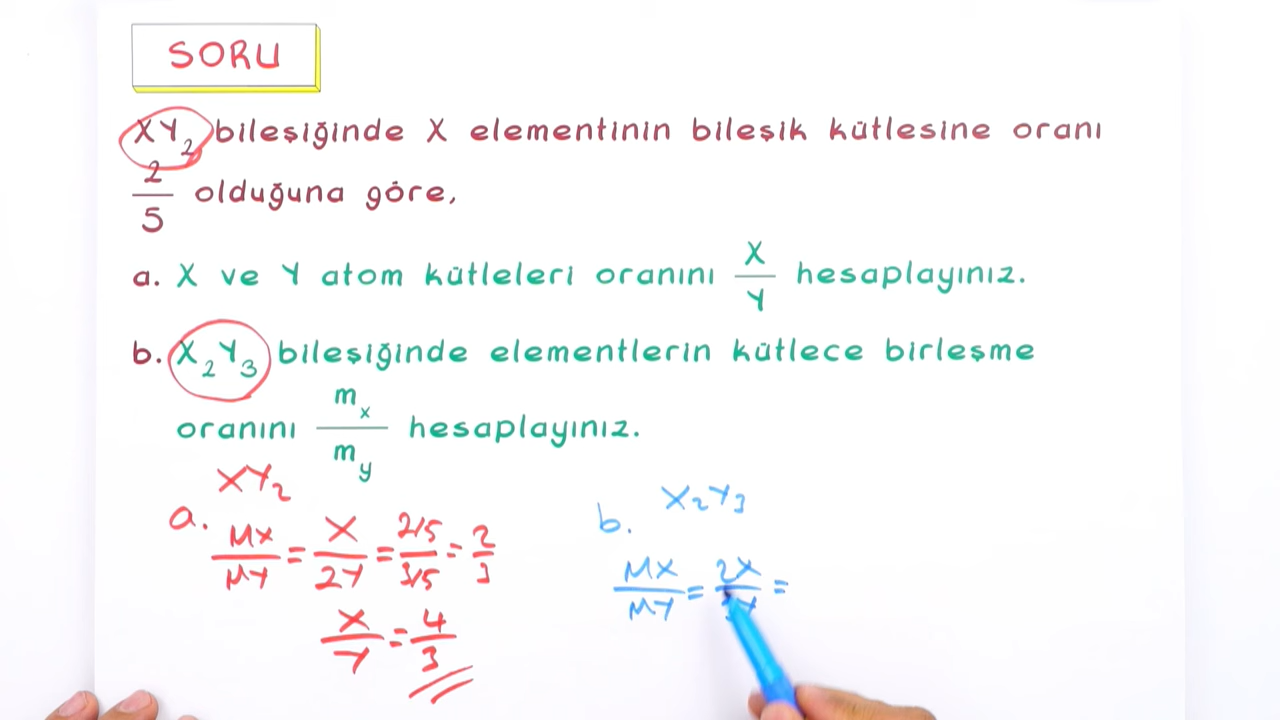 SORU
XY₂ bileşiğinde X elementinin bileşik kütlesine oranı
2/5 olduğuna göre,
a. X ve Y atom kütleleri oranını X/Y hesaplayınız.
b. X₂Y₃ bileşiğinde elementlerin kütlece birleşme
oranını mₓ/m_y hesaplayınız.
XY₂
a. MX/MY = X/2Y = 2/5/3/5 = 2/3
X/Y = 4/3
X₂Y₃
b.
MX/MY = 2X/3Y =